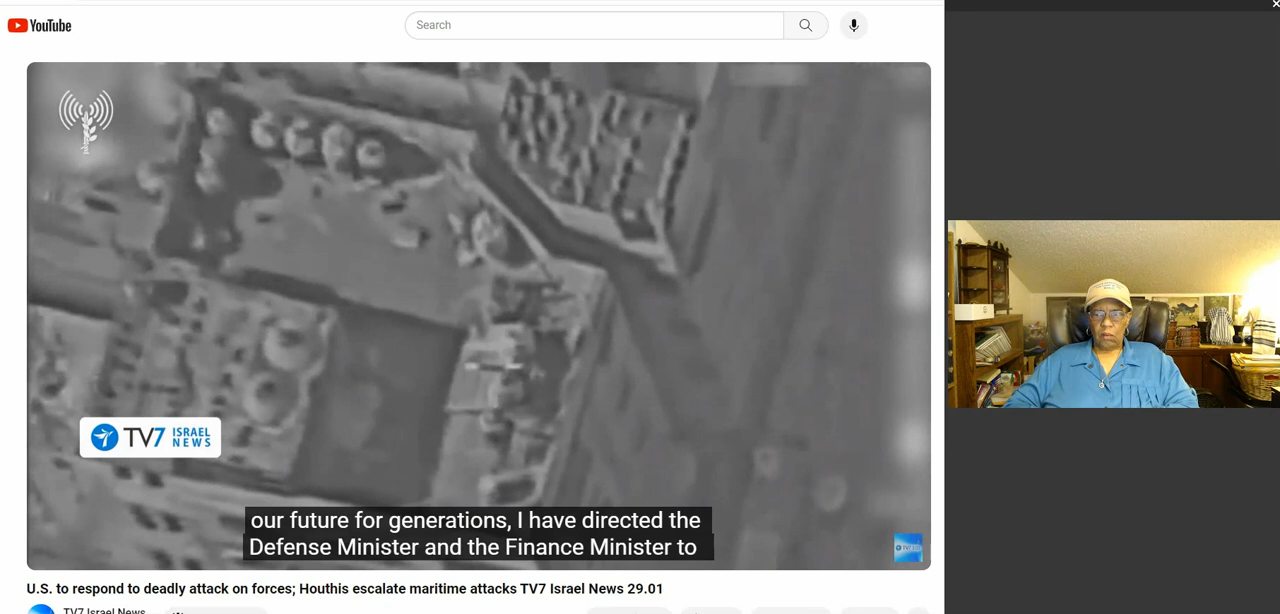 YouTube
Search
TV7 ISRAEL NEWS
our future for generations, I have directed the
Defense Minister and the Finance Minister to
U.S. to respond to deadly attack on forces; Houthis escalate maritime attacks TV7 Israel News 29.01
TV7 Israel News